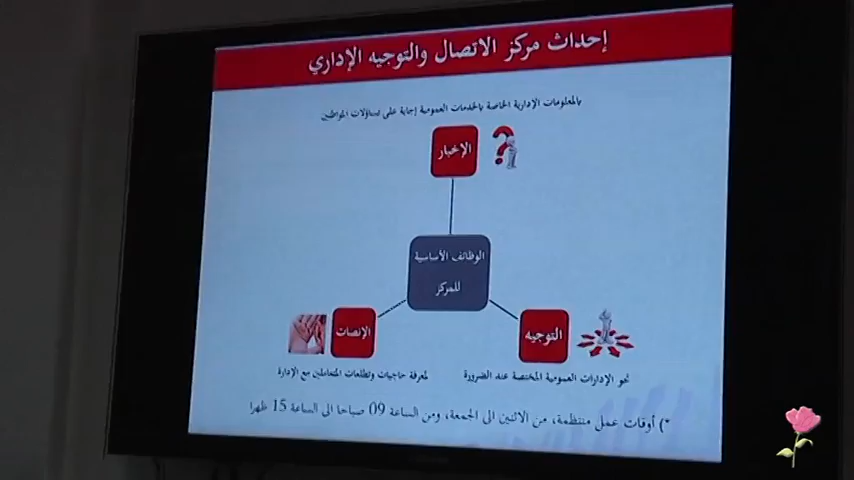 إحداث مركز الاتصال والتوجيه الإداري
بالمعلومات الإدارية الخاصة بالخدمات العمومية إجابة على تساؤلات المواطنين
الإخبار
الوظائف الأساسية
للمركز
الإنصات
التوجيه
لمعرفة حاجيات وتطلعات المتعاملين مع الإدارة
نحو الإدارات العمومية المختصة عند الضرورة
*) أوقات عمل منتظمة، من الاثنين الى الجمعة، ومن الساعة 09 صباحا الى الساعة 15 ظهرا